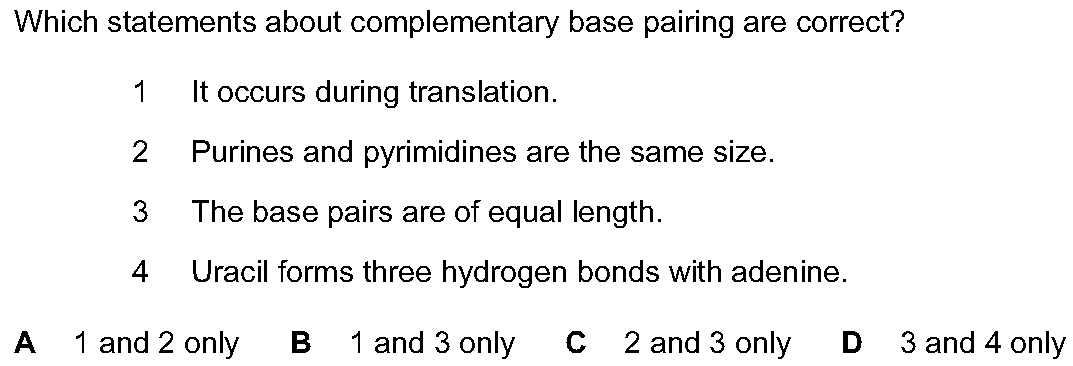 Which statements about complementary base pairing are correct?
1 It occurs during translation.
2 Purines and pyrimidines are the same size.
3 The base pairs are of equal length.
4 Uracil forms three hydrogen bonds with adenine.
A 1 and 2 only B 1 and 3 only C 2 and 3 only D 3 and 4 only